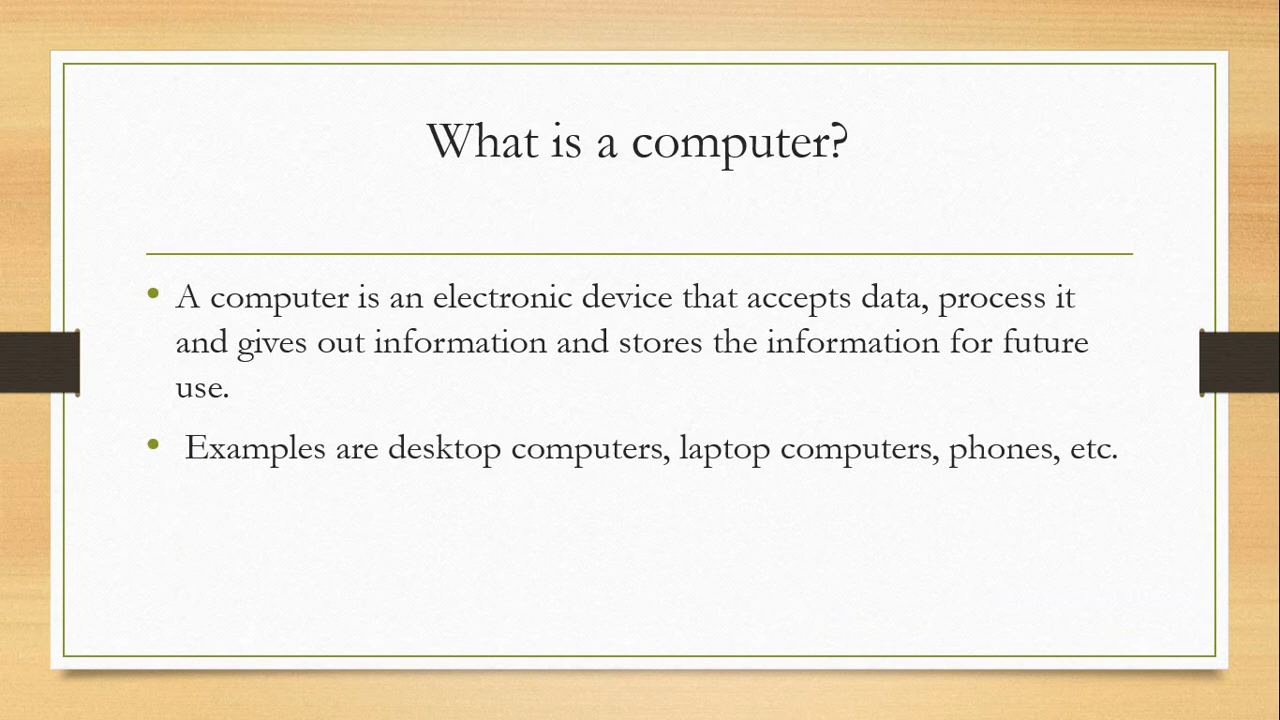 What is a computer?
• A computer is an electronic device that accepts data, process it
and gives out information and stores the information for future
use.
• Examples are desktop computers, laptop computers, phones, etc.